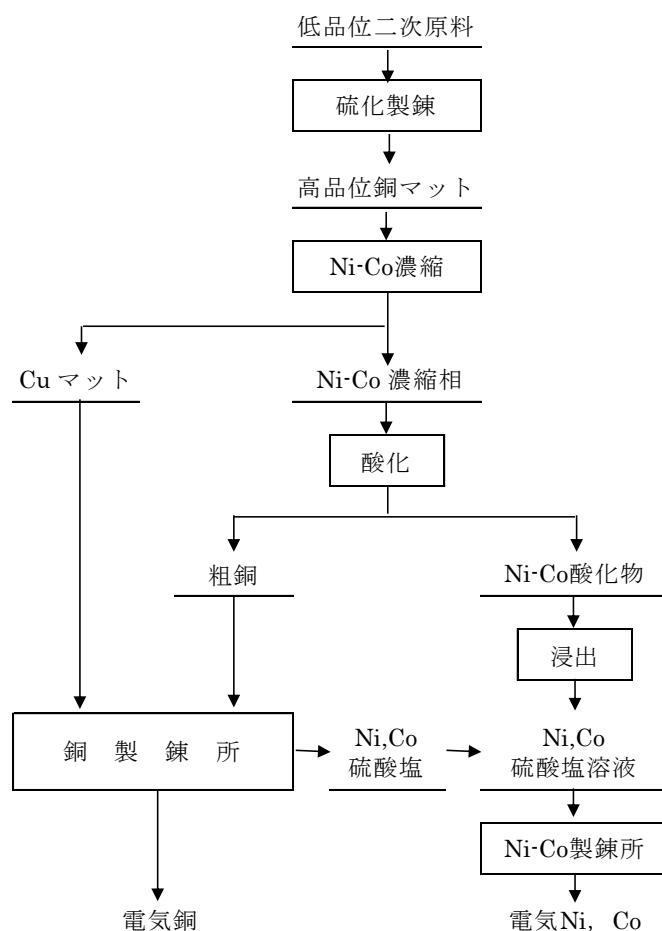 低品位二次原料
硫化製錬
高品位銅マット
Ni-Co濃縮
Cu マット
Ni-Co 濃縮相
酸化
粗銅
Ni-Co酸化物
浸出
銅 製 錬 所
Ni,Co
硫酸塩
Ni,Co
硫酸塩溶液
Ni-Co製錬所
電気銅
電気Ni, Co